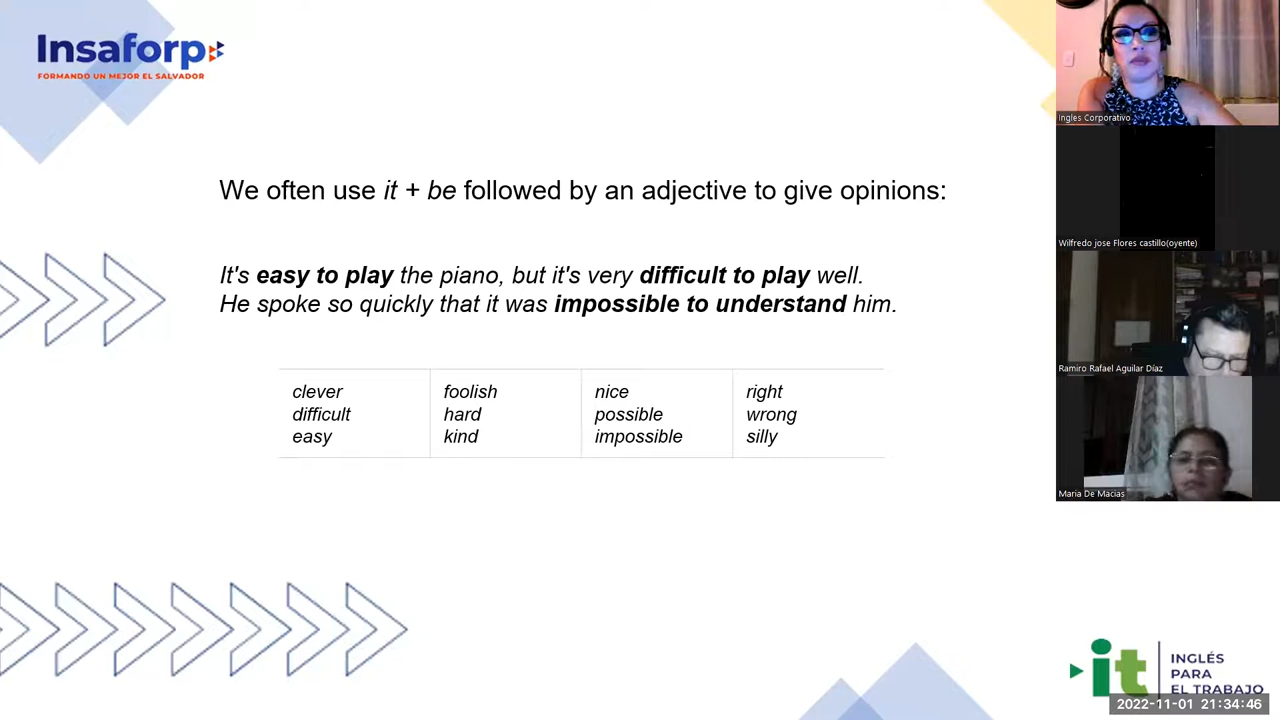 Insaforp
FORMANDO UN MEJOR EL SALVADOR
We often use it + be followed by an adjective to give opinions:
It's easy to play the piano, but it's very difficult to play well.
He spoke so quickly that it was impossible to understand him.
clever
difficult
easy
foolish
hard
kind
nice
possible
impossible
right
wrong
silly
Ingles Corporativo
Wilfredo jose Flores castillo(oyente)
Ramiro Rafael Aguilar Díaz
Maria De Macias
it
INGLÉS
PARA
EL TRABAJO
2022-11-01 21:34:46